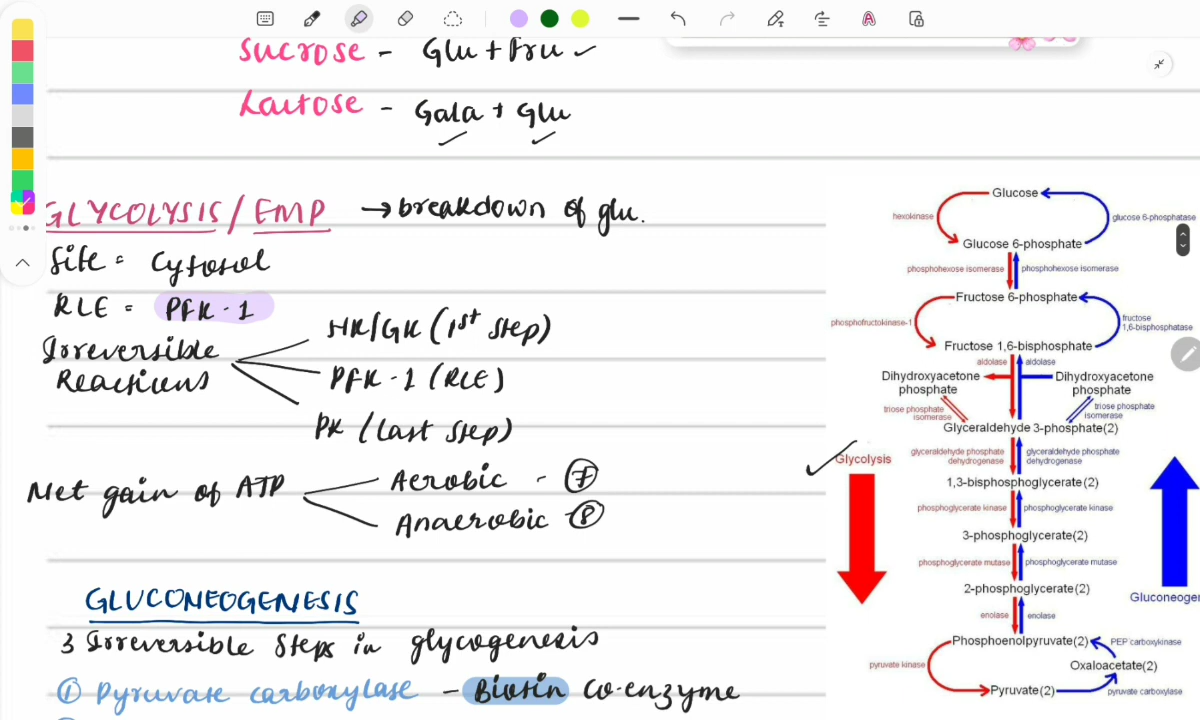 Sucrose - Glu + Fru
Lactose - Gala + Glu
GLYCOLYSIS / EMP → breakdown of glu.
Site = Cytosol
RLE = PFK-1
Irreversible Reactions
HK/GK (1st step)
PFK-1 (RLE)
PK (last step)
Net gain of ATP
Aerobic - 7
Anaerobic
GLUCONEOGENESIS
3 Irreversible Steps in glycogenesis
① Pyruvate carboxylase - Biotin co-enzyme
Glucose
hexokinase
glucose 6-phosphatase
Glucose 6-phosphate
phosphohexose isomerase
phosphohexose isomerase
Fructose 6-phosphate
phosphofructokinase-1
fructose
1,6-bisphosphatase
Fructose 1,6-bisphosphate
aldolase
aldolase
Dihydroxyacetone
phosphate
Dihydroxyacetone
phosphate
triose phosphate
isomerase
triose phosphate
isomerase
Glyceraldehyde 3-phosphate(2)
Glycolysis
glyceraldehyde phosphate
dehydrogenase
glyceraldehyde phosphate
dehydrogenase
1,3-bisphosphoglycerate(2)
phosphoglycerate kinase
phosphoglycerate kinase
3-phosphoglycerate(2)
phosphoglycerate mutase
phosphoglycerate mutase
2-phosphoglycerate(2)
Gluconeoger
enolase
enolase
Phosphoenolpyruvate(2)
PEP carboxykinase
pyruvate kinase
Oxaloacetate(2)
Pyruvate(2)
pyruvate carboxylase